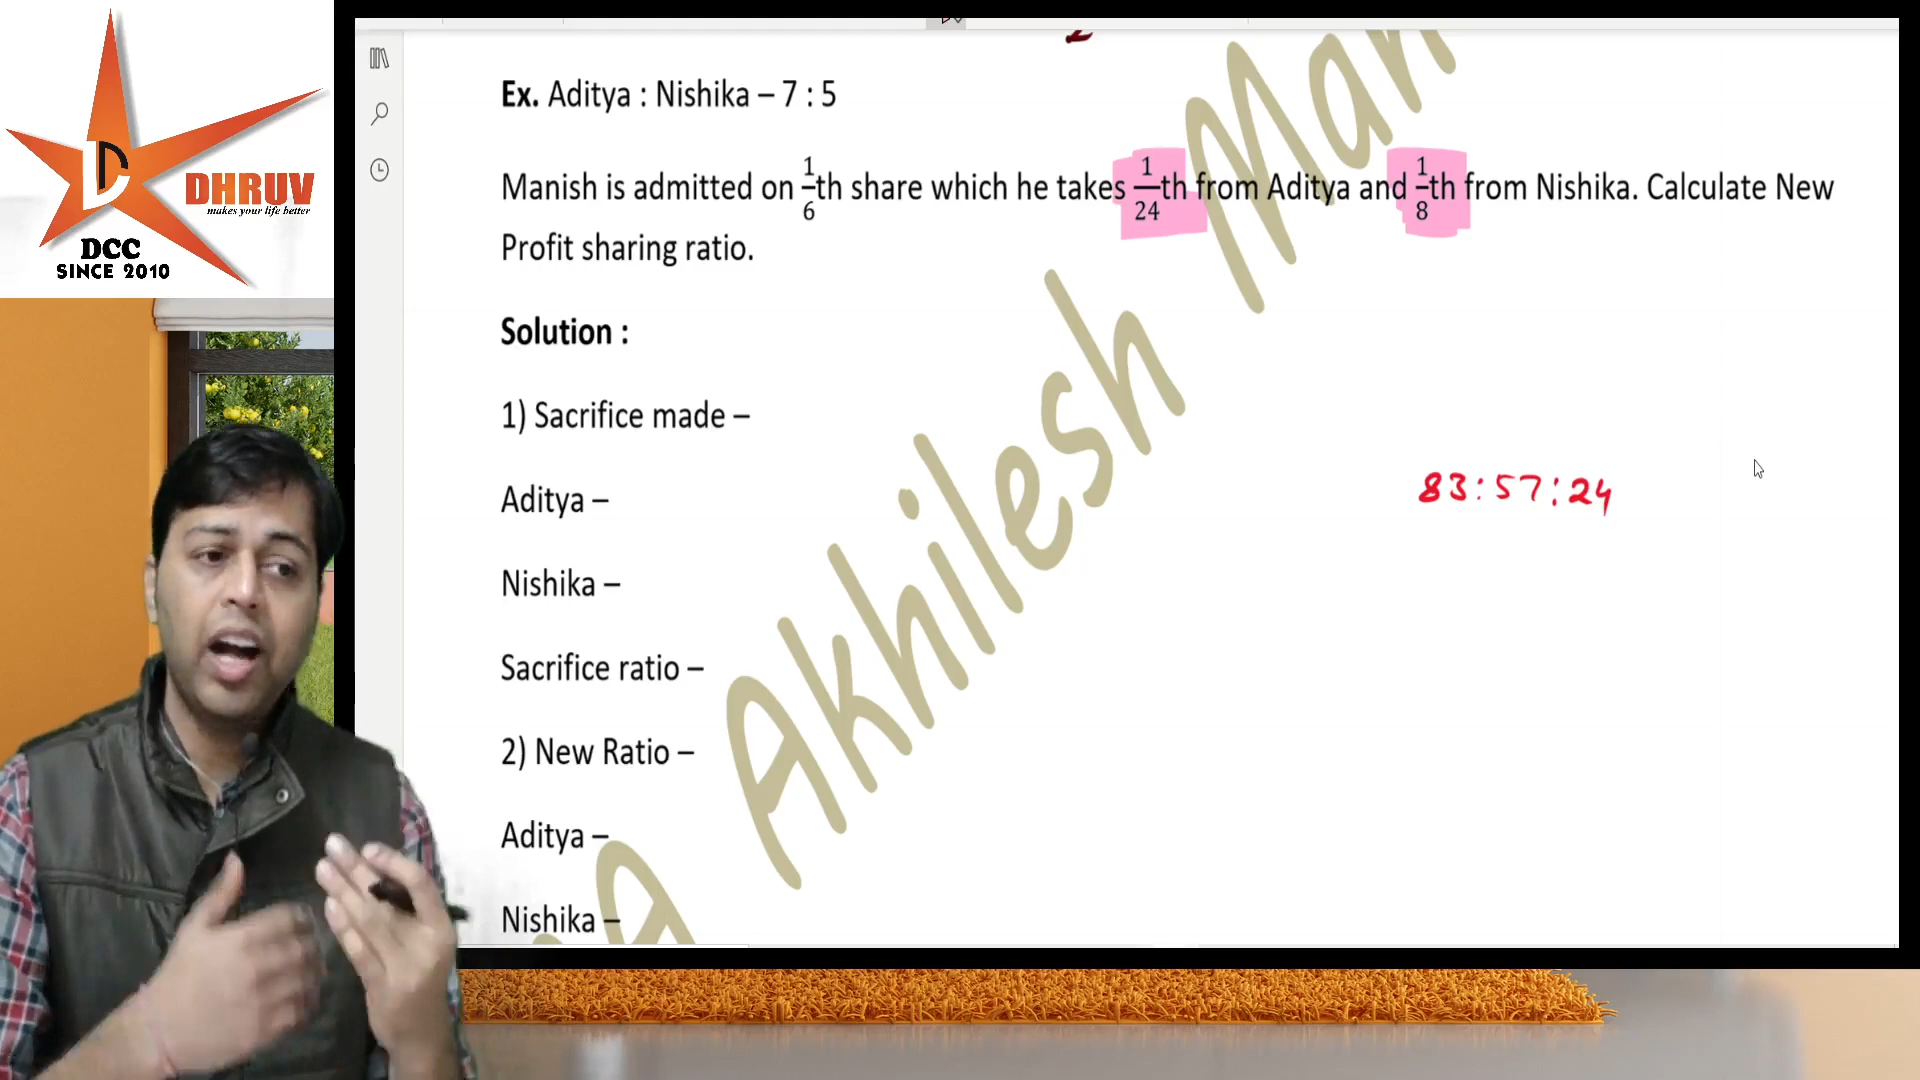 DHRUV
makes your life better
DCC
SINCE 2010
Ex. Aditya : Nishika – 7 : 5
Manish is admitted on 1/6th share which he takes 1/24th from Aditya and 1/8th from Nishika. Calculate New
Profit sharing ratio.
Solution :
1) Sacrifice made –
Aditya –
83:57:24
Nishika –
Sacrifice ratio –
2) New Ratio –
Aditya –
Nishika –
Akhilesh Man